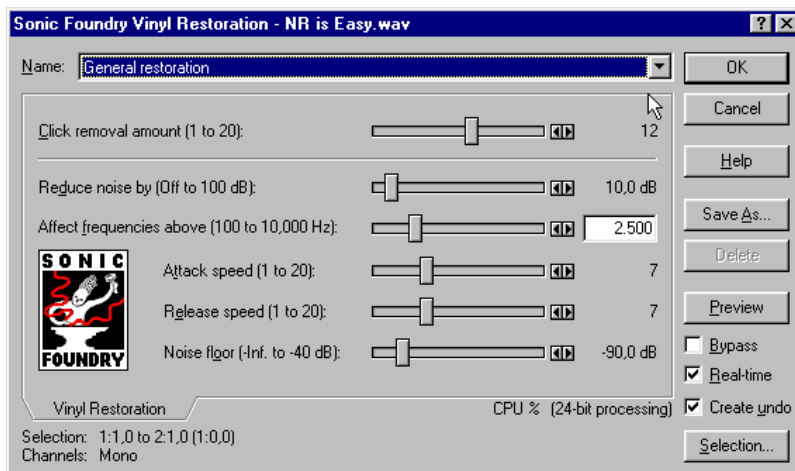 Sonic Foundry Vinyl Restoration - NR is Easy.wav
Name: General restoration
OK
Cancel
Help
Save As...
Delete
Preview
Bypass
Real-time
Create undo
Selection...
Click removal amount (1 to 20): 12
Reduce noise by (Off to 100 dB): 10,0 dB
Affect frequencies above (100 to 10,000 Hz): 2.500
SONIC
FOUNDRY
Attack speed (1 to 20): 7
Release speed (1 to 20): 7
Noise floor (-Inf. to -40 dB): -90,0 dB
Vinyl Restoration
CPU % (24-bit processing)
Selection: 1:1,0 to 2:1,0 (1:0,0)
Channels: Mono